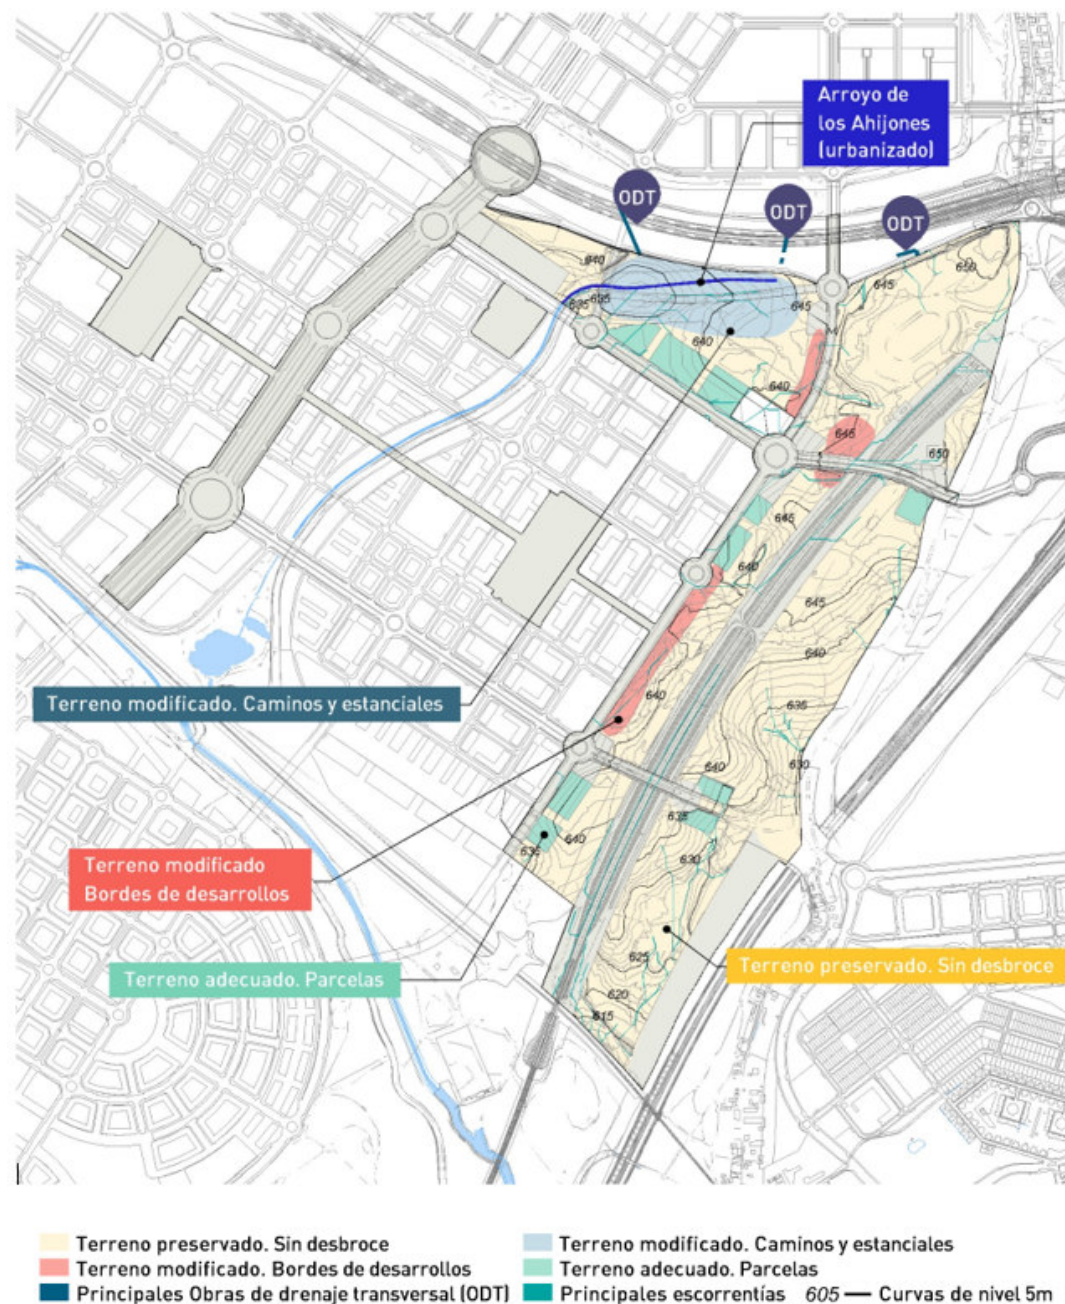 Arroyo de
los Ahijones
(urbanizado)
ODT
ODT
ODT
640
650
645
635
635
645
640
640
645
650
645
640
645
640
635
640
630
640
635
640
635
630
625
620
615
Terreno modificado. Caminos y estanciales
Terreno modificado
Bordes de desarrollos
Terreno adecuado. Parcelas
Terreno preservado. Sin desbroce
Terreno preservado. Sin desbroce
Terreno modificado. Caminos y estanciales
Terreno modificado. Bordes de desarrollos
Terreno adecuado. Parcelas
Principales Obras de drenaje transversal (ODT)
Principales escorrentías
605 Curvas de nivel 5m